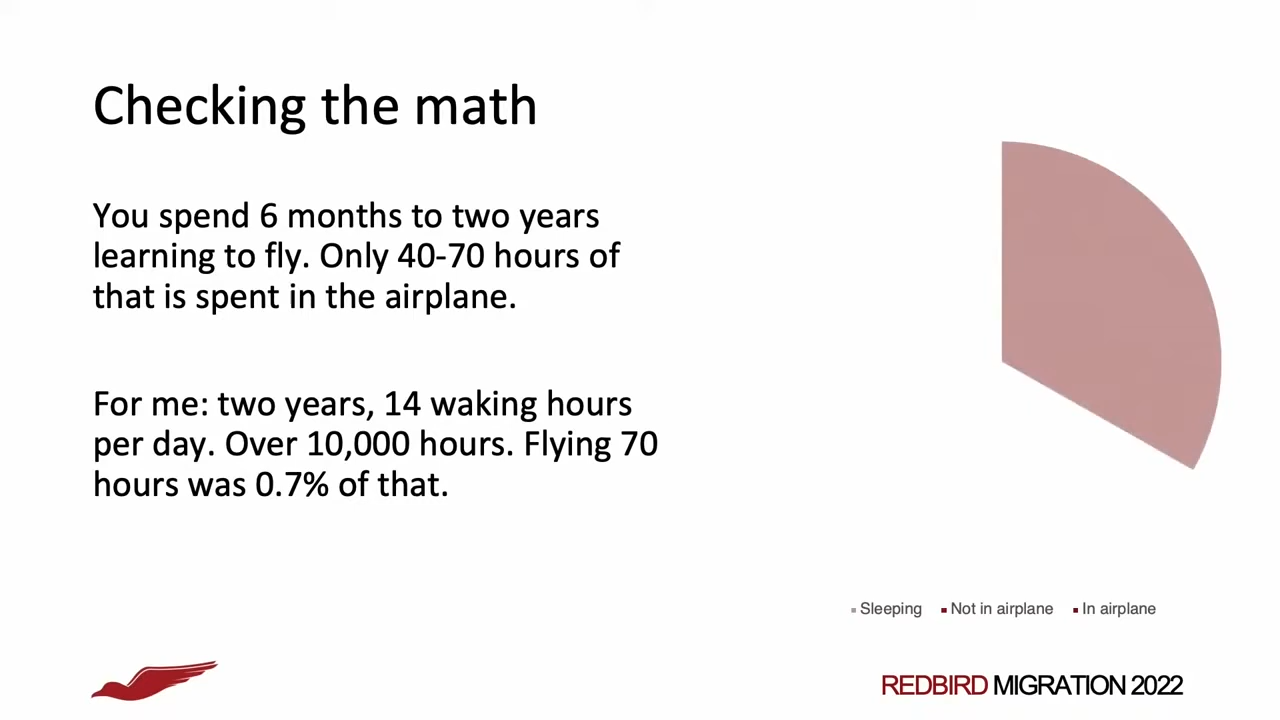 Checking the math
You spend 6 months to two years
learning to fly. Only 40-70 hours of
that is spent in the airplane.
For me: two years, 14 waking hours
per day. Over 10,000 hours. Flying 70
hours was 0.7% of that.
Sleeping Not in airplane In airplane
REDBIRD MIGRATION 2022